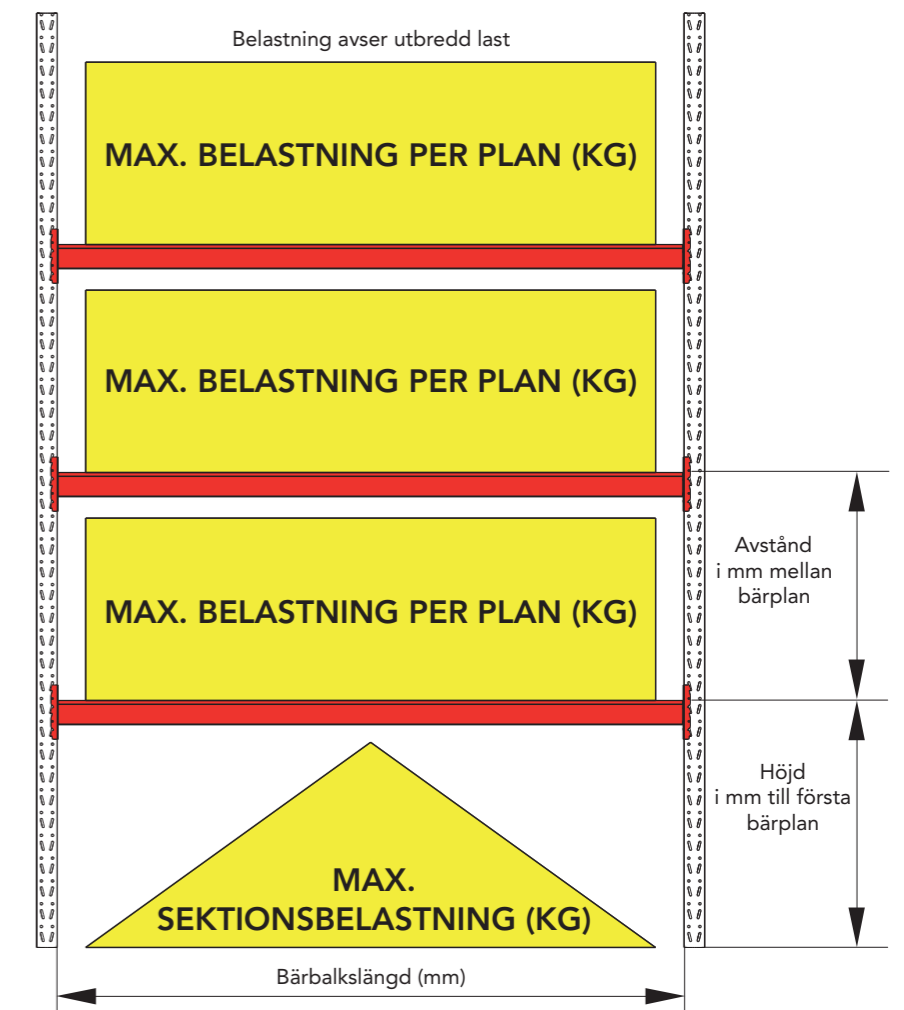 Belastning avser utbredd last
MAX. BELASTNING PER PLAN (KG)
MAX. BELASTNING PER PLAN (KG)
Avstånd
i mm mellan
bärplan
MAX. BELASTNING PER PLAN (KG)
Höjd
i mm till första
bärplan
MAX.
SEKTIONSBELASTNING (KG)
Bärbalkslängd (mm)